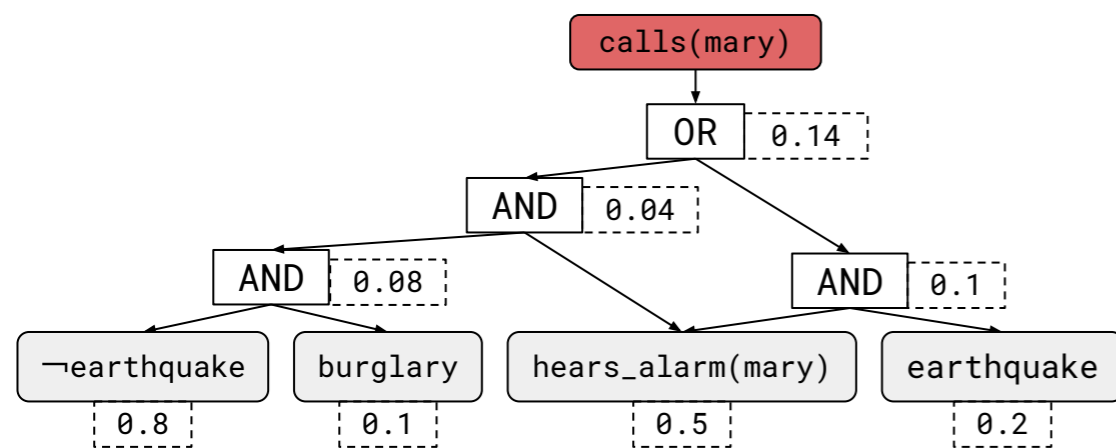 calls(mary)
OR
0.14
AND
0.04
AND
0.08
AND
0.1
¬earthquake
burglary
hears_alarm(mary)
earthquake
0.8
0.1
0.5
0.2